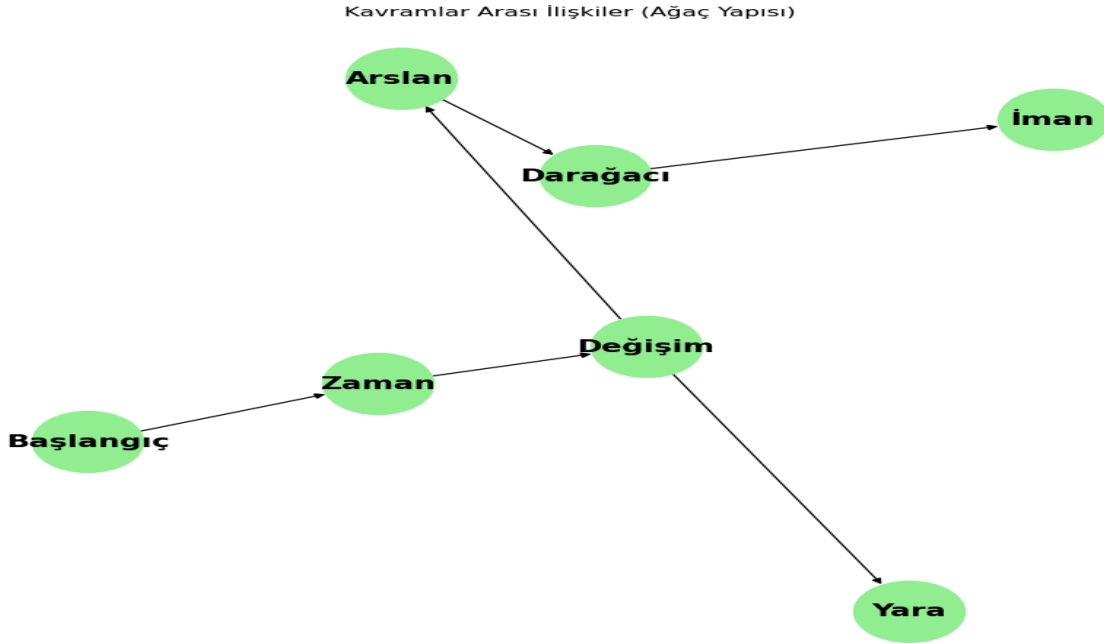 Kavramlar Arası İlişkiler (Ağaç Yapısı)
Arslan
İman
Darağacı
Değişim
Zaman
Başlangıç
Yara